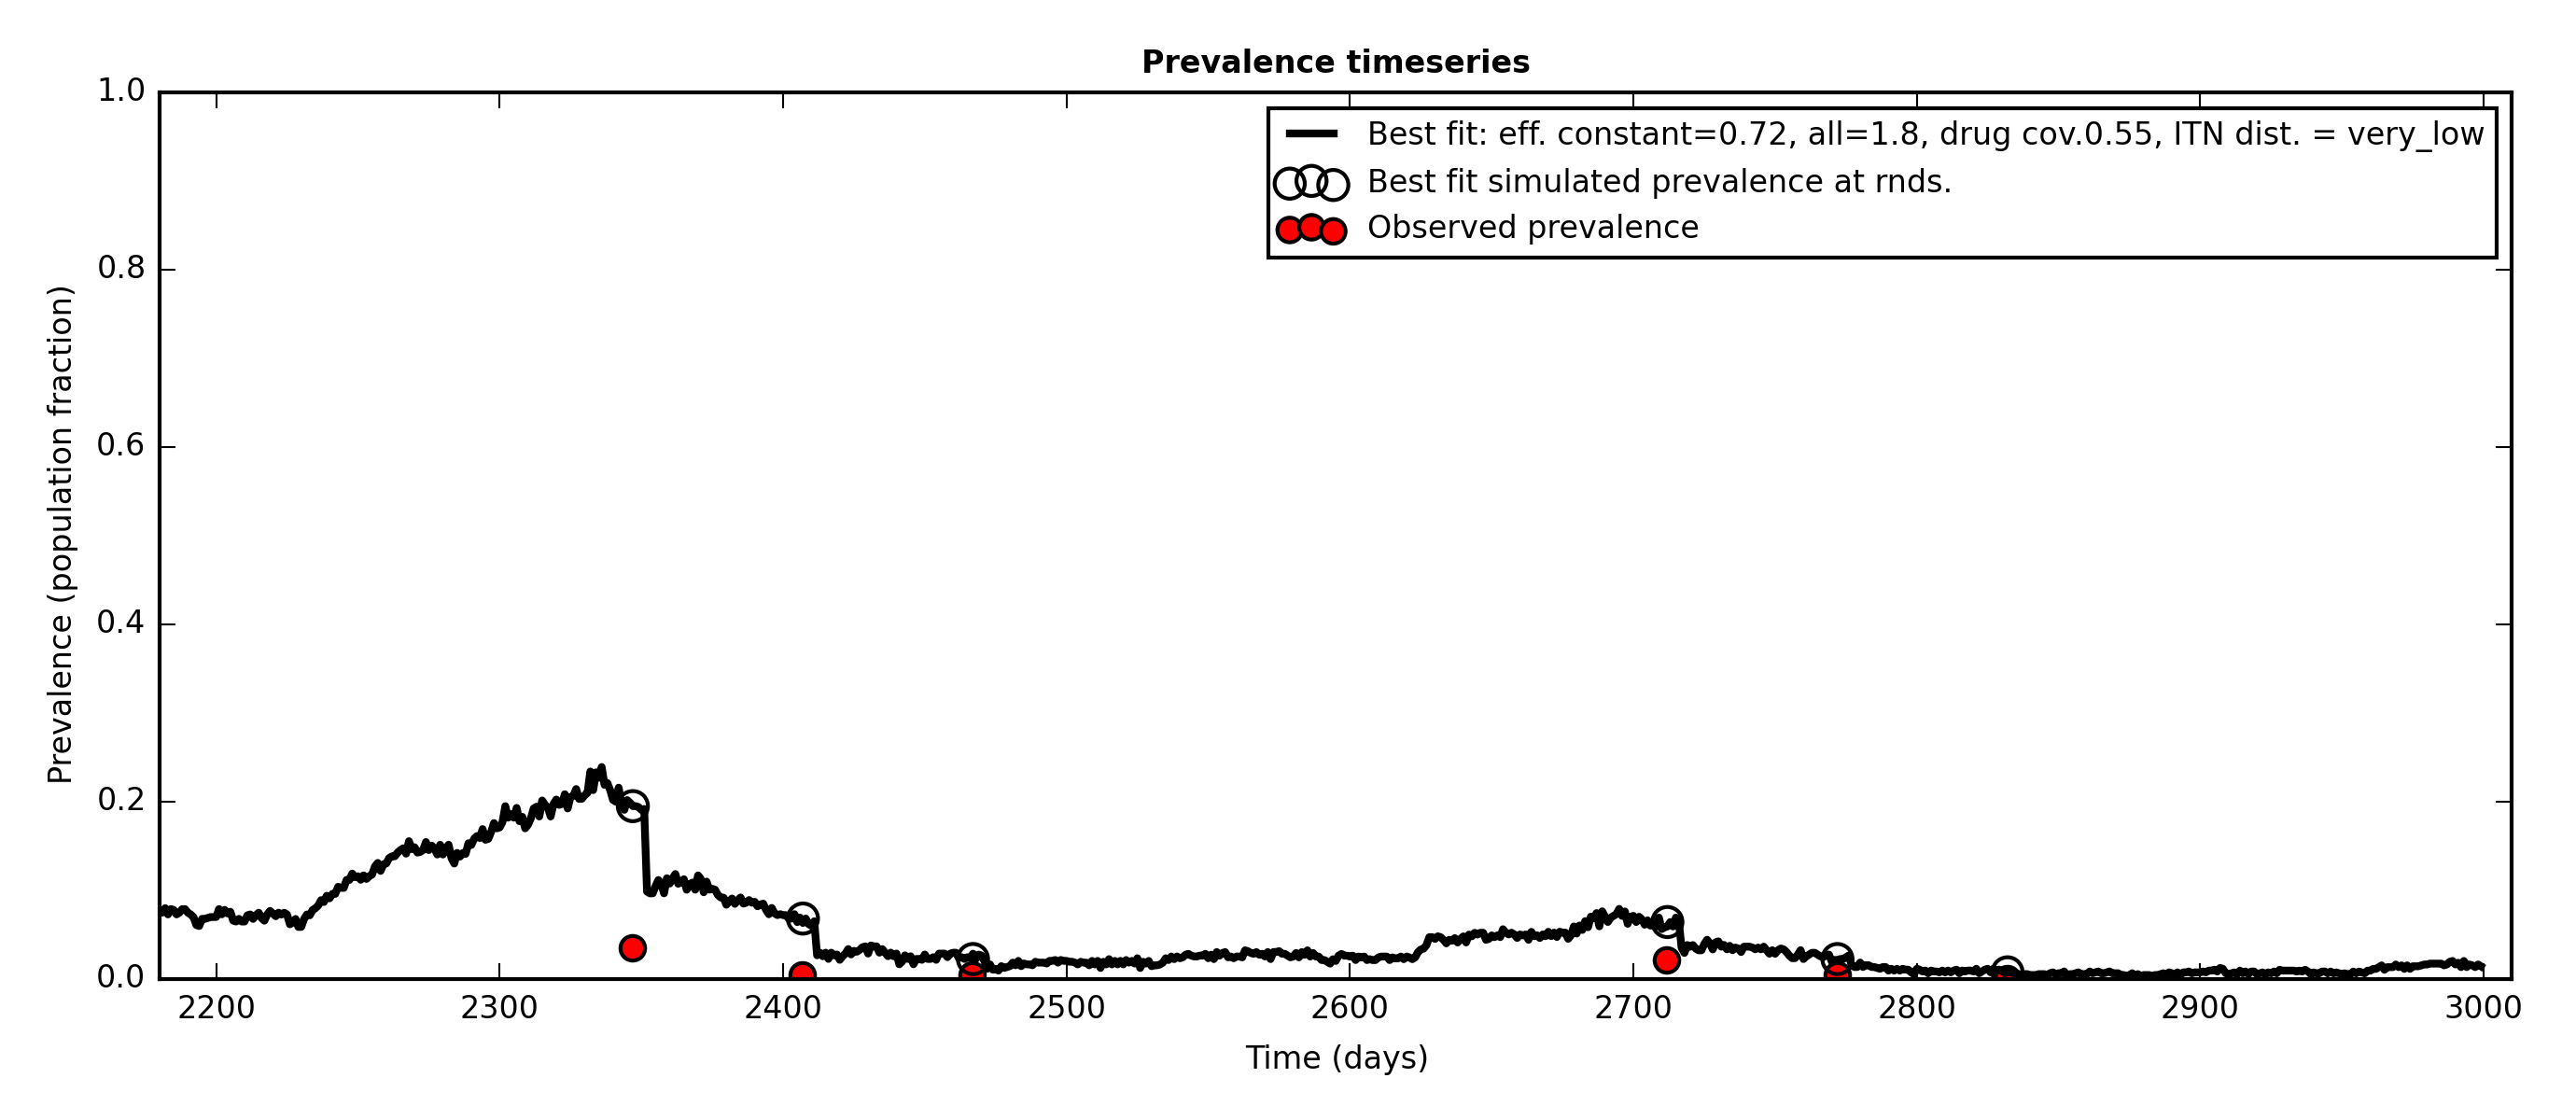 Prevalence timeseries
1.0
0.8
0.6
0.4
0.2
0.0
Prevalence (population fraction)
Best fit: eff. constant=0.72, all=1.8, drug cov.0.55, ITN dist. = very_low
Best fit simulated prevalence at rnds.
Observed prevalence
2200 2300 2400 2500 2600 2700 2800 2900 3000
Time (days)